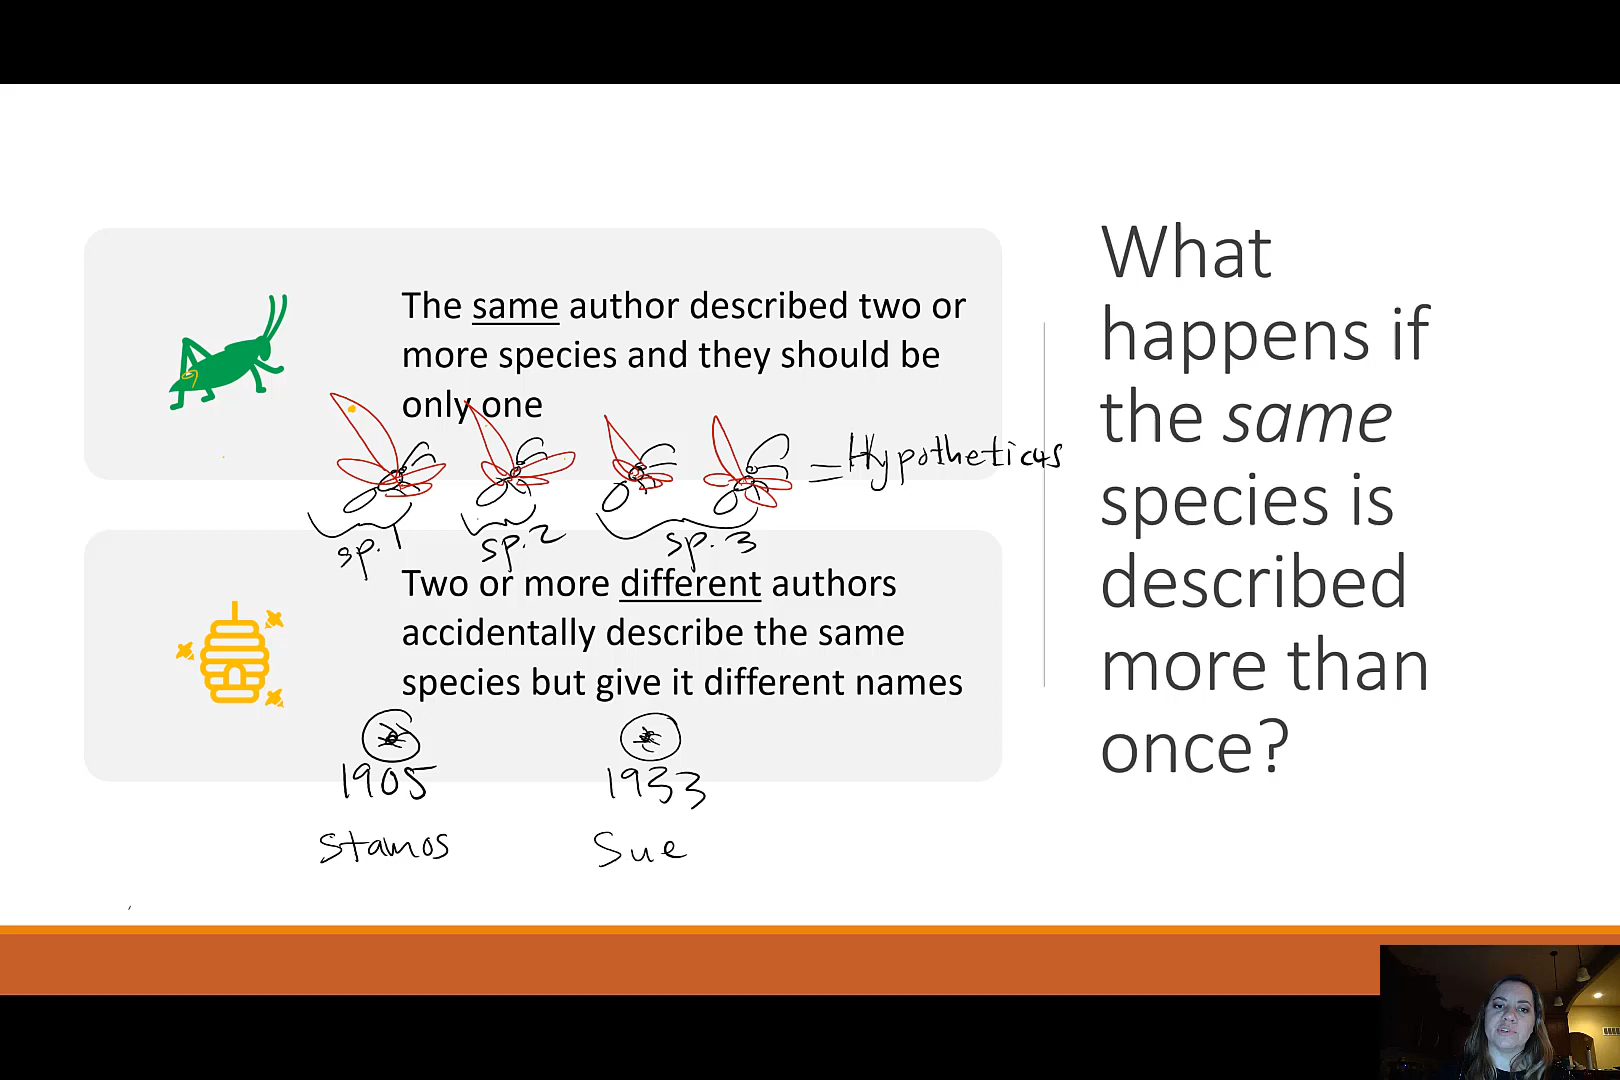 The same author described two or
more species and they should be
only one
= Hypotheticus
sp. 1
sp. 2
sp. 3
Two or more different authors
accidentally describe the same
species but give it different names
1905
1933
Stamos
Sue
What
happens if
the same
species is
described
more than
once?